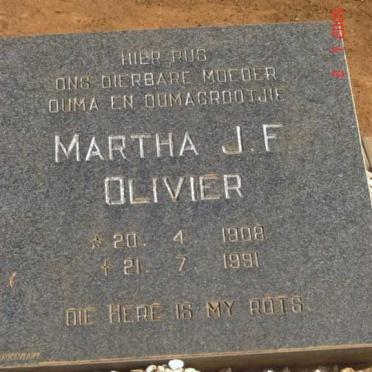 HIER RUS
ONS DIERBARE MOEDER
OUMA EN OUMAGROOTJIE
MARTHA J.F.
OLIVIER
* 20. 4 1908
+ 21. 7 1991
DIE HERE IS MY ROTS